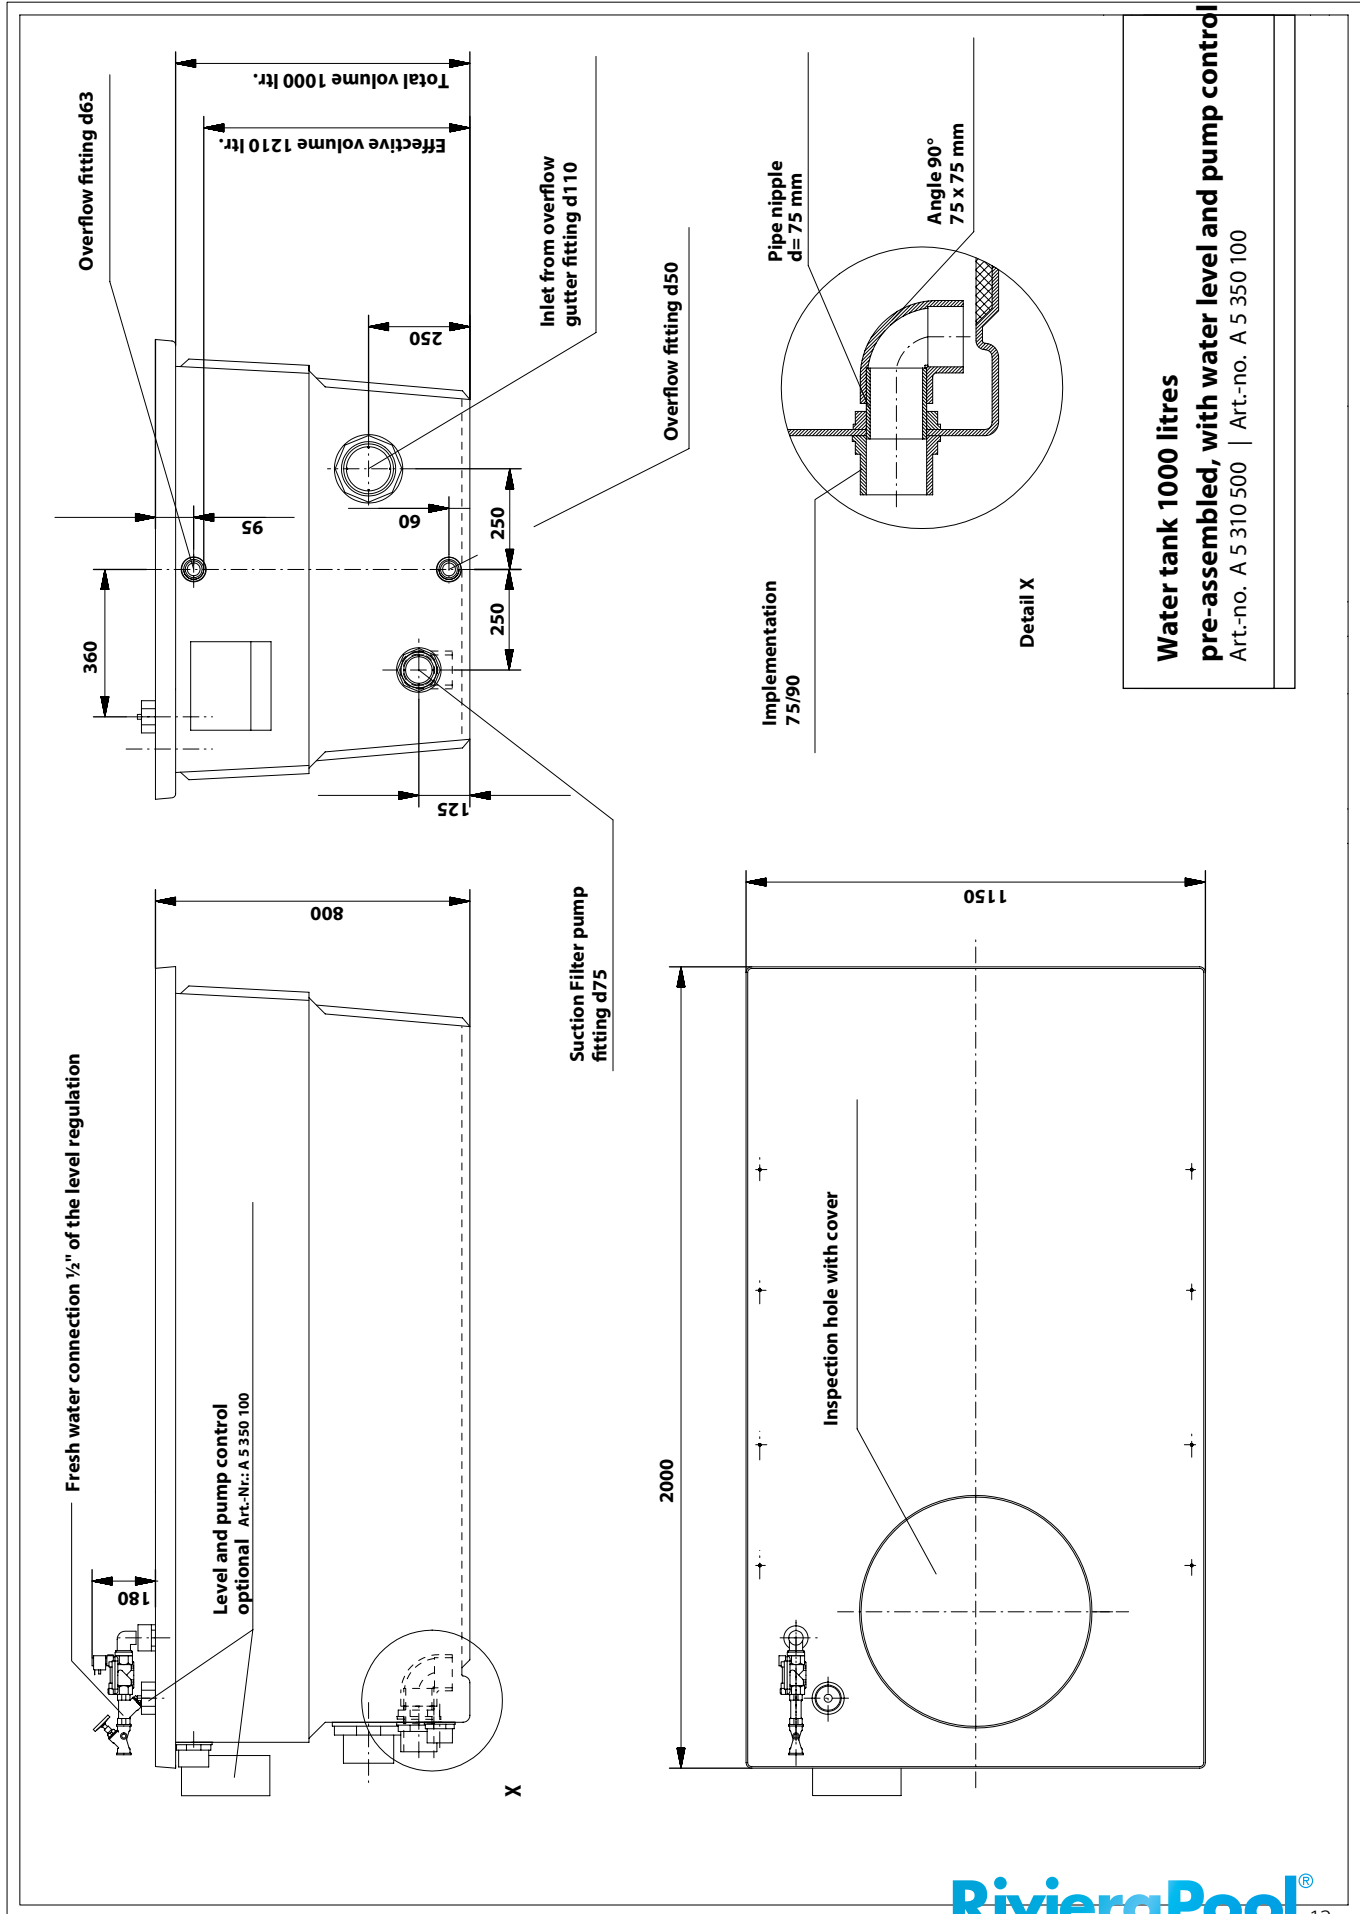 Fresh water connection ½" of the level regulation
180
Level and pump control
optional Art.-Nr.: A 5 350 100
800
X
Overflow fitting d63
360
95
Total volume 1000 ltr.
Effective volume 1210 ltr.
250
Inlet from overflow
gutter fitting d110
60
250
250
125
Overflow fitting d50
Suction Filter pump
fitting d75
2000
1150
Inspection hole with cover
Pipe nipple
d= 75 mm
Angle 90°
75 x 75 mm
Implementation
75/90
Detail X
Water tank 1000 litres
pre-assembled, with water level and pump control
Art.-no. A 5 310 500 | Art.-no. A 5 350 100
RivieraPool®